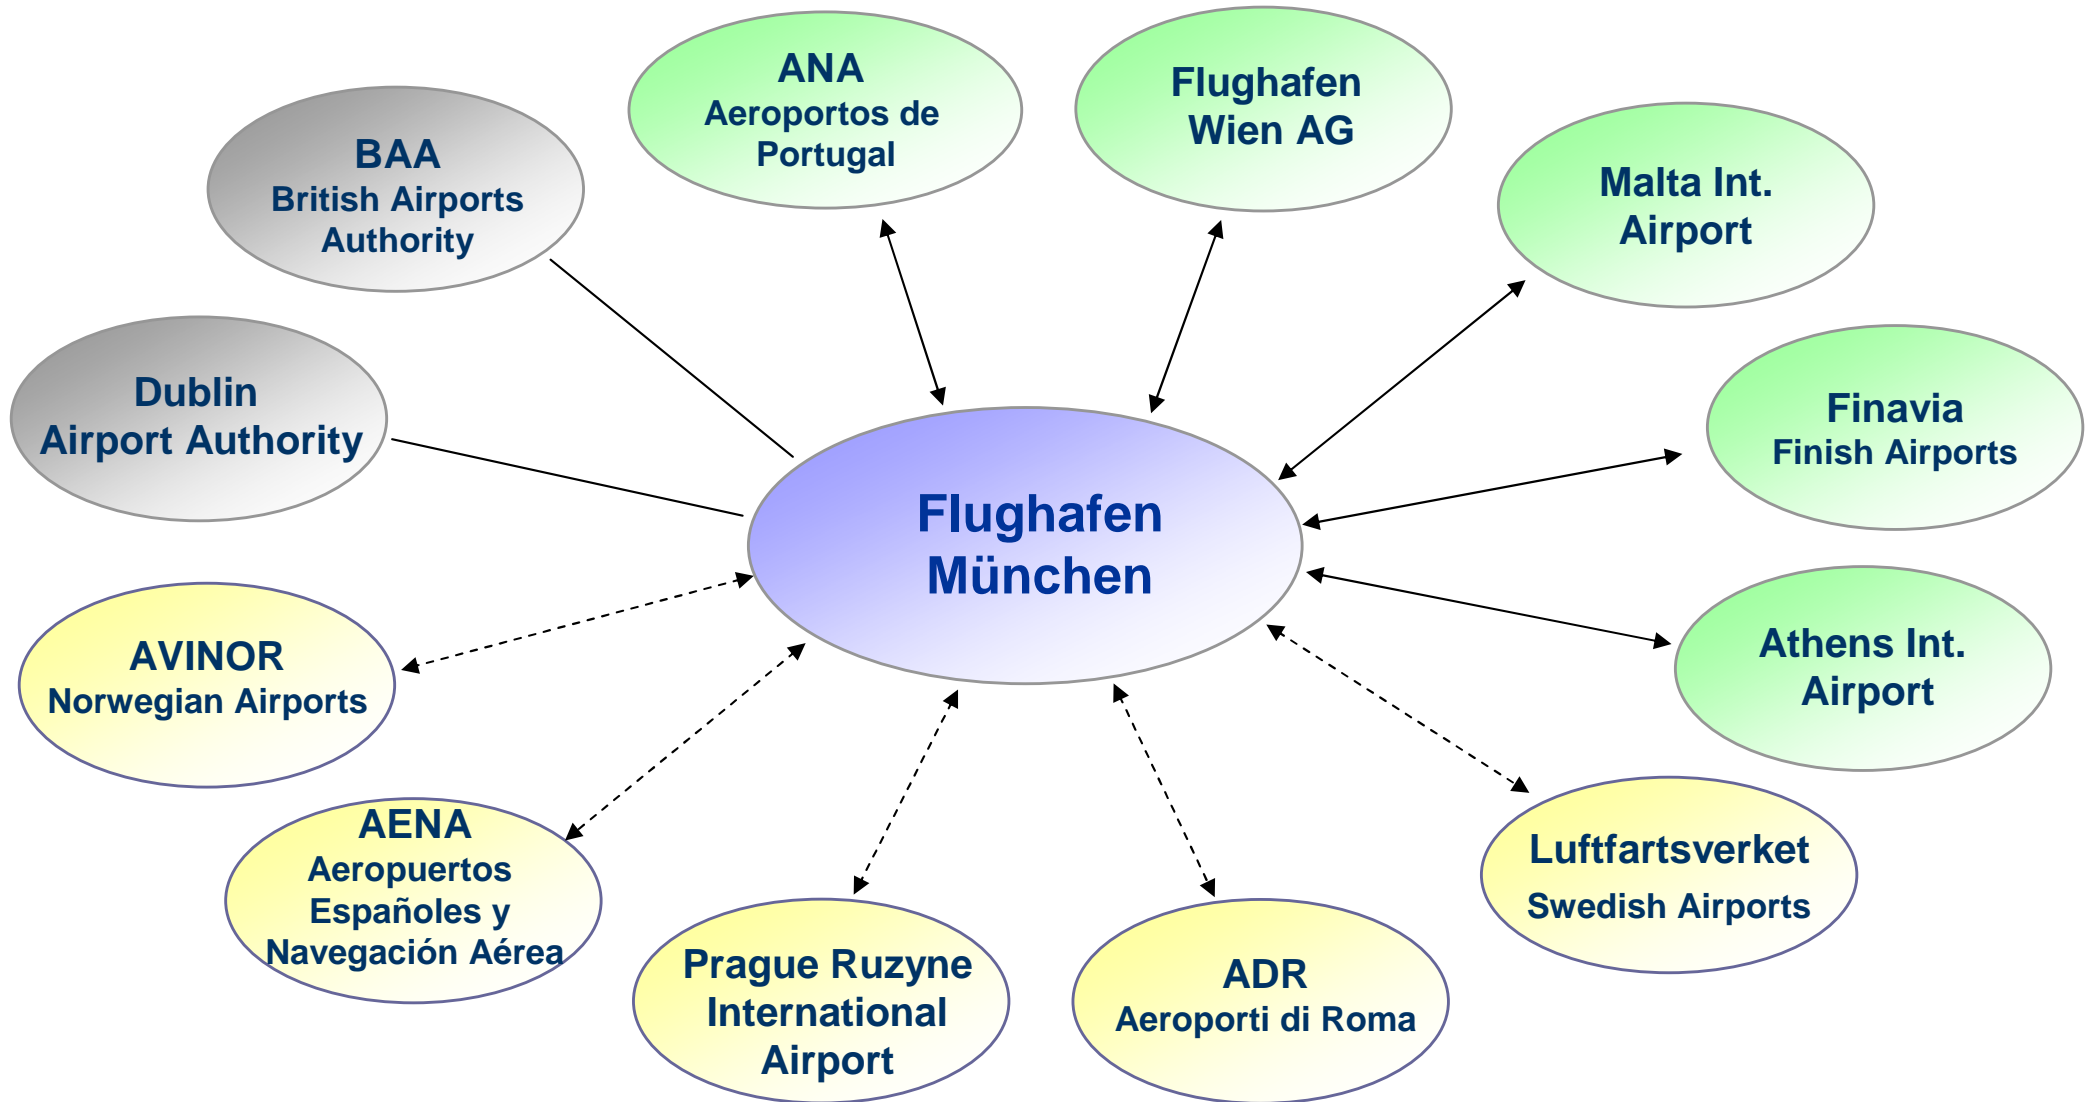 ANA
Aeroportos de
Portugal
Flughafen
Wien AG
BAA
British Airports
Authority
Malta Int.
Airport
Dublin
Airport Authority
Finavia
Finish Airports
Flughafen
München
AVINOR
Norwegian Airports
Athens Int.
Airport
AENA
Aeropuertos
Españoles y
Navegación Aérea
Luftfartsverket
Swedish Airports
Prague Ruzyne
International
Airport
ADR
Aeroporti di Roma